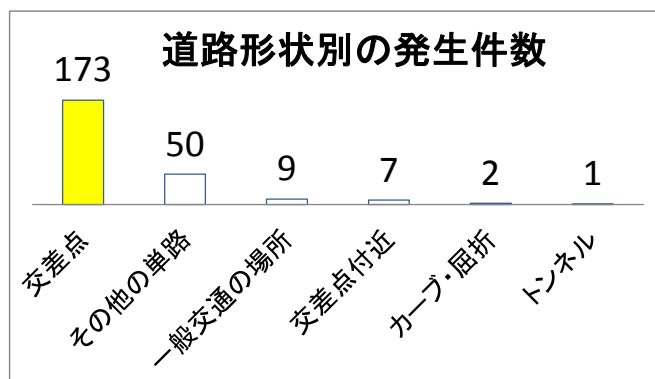 道路形状別の発生件数
173
50
9
7
2
1
交差点
その他の単路
一般交通の場所
交差点付近
カーブ・屈折
トンネル